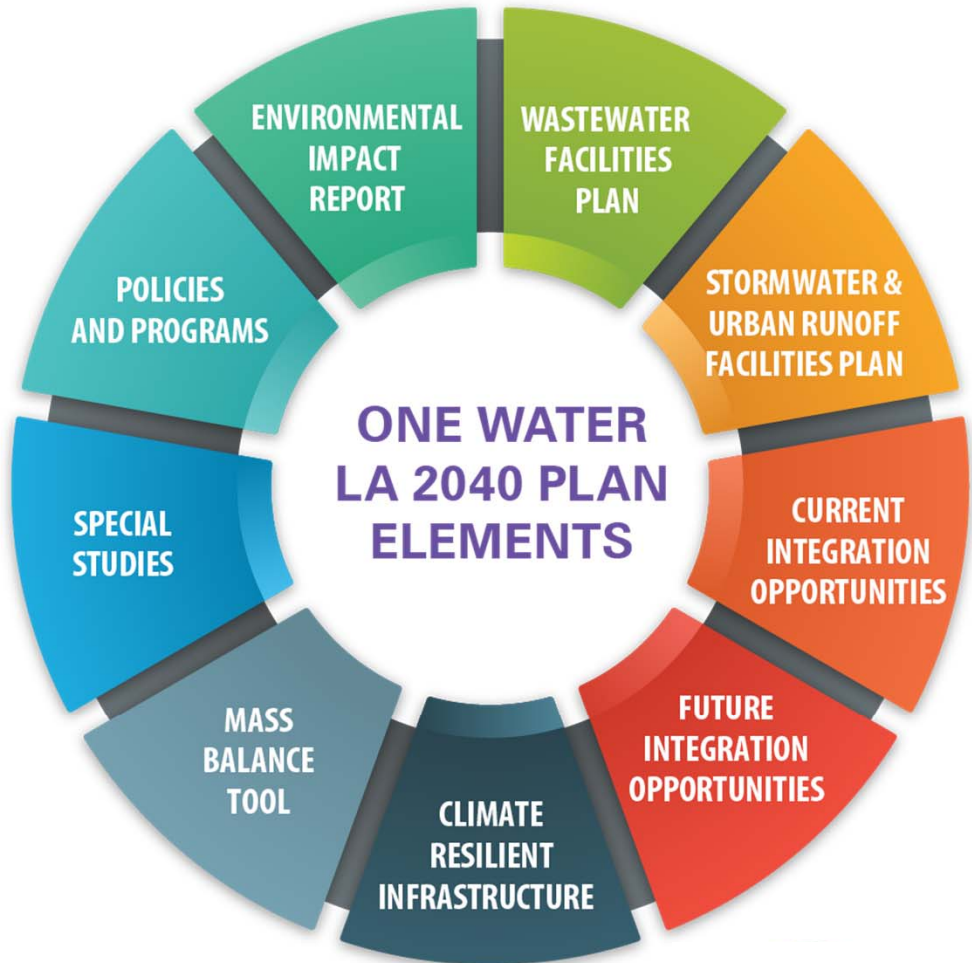 ONE WATER
LA 2040 PLAN
ELEMENTS
WASTEWATER
FACILITIES
PLAN
STORMWATER &
URBAN RUNOFF
FACILITIES PLAN
CURRENT
INTEGRATION
OPPORTUNITIES
FUTURE
INTEGRATION
OPPORTUNITIES
CLIMATE
RESILIENT
INFRASTRUCTURE
MASS
BALANCE
TOOL
SPECIAL
STUDIES
POLICIES
AND PROGRAMS
ENVIRONMENTAL
IMPACT
REPORT